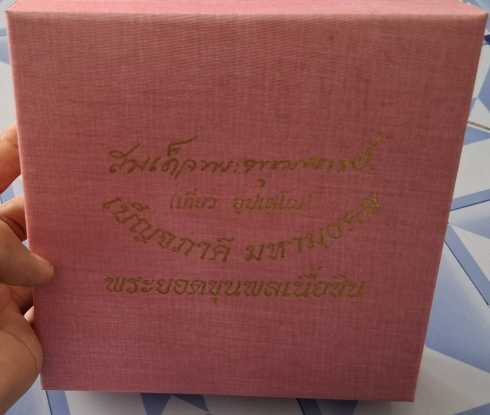 สมเด็จพระพุฒาจารย์
(เกี่ยว อุปเสโณ)
เบ็ญจภาคี มหามงคล
พระยอดขุนพลเนื้อชิน